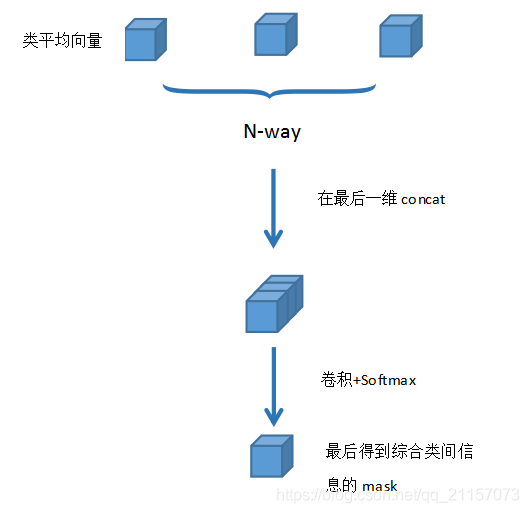 类平均向量
N-way
在最后一维 concat
卷积+Softmax
最后得到综合类间信
息的 mask
https://blog.csdn.net/qq_21157073